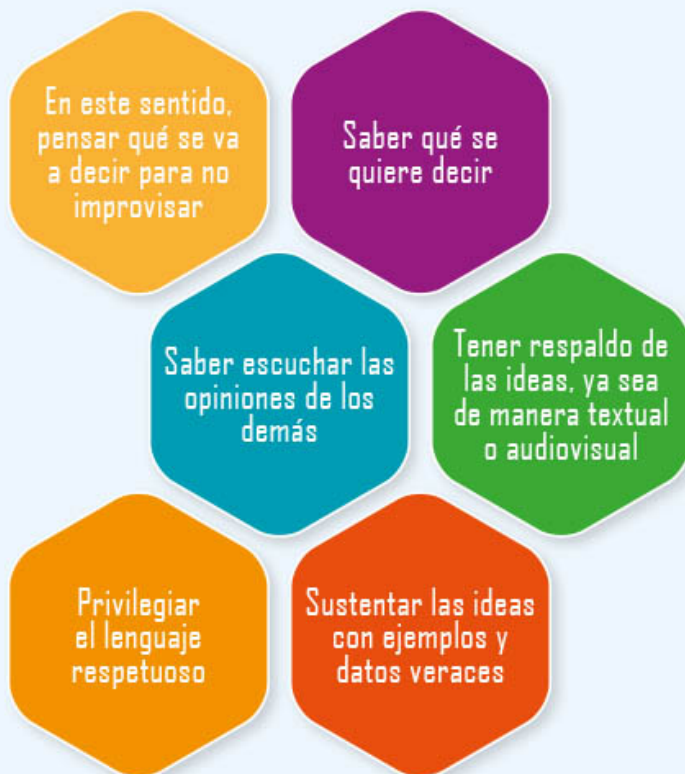 En este sentido,
pensar qué se va
a decir para no
improvisar
Saber qué se
quiere decir
Saber escuchar las
opiniones de los
demás
Tener respaldo de
las ideas, ya sea
de manera textual
o audiovisual
Privilegiar
el lenguaje
respetuoso
Sustentar las ideas
con ejemplos y
datos veraces